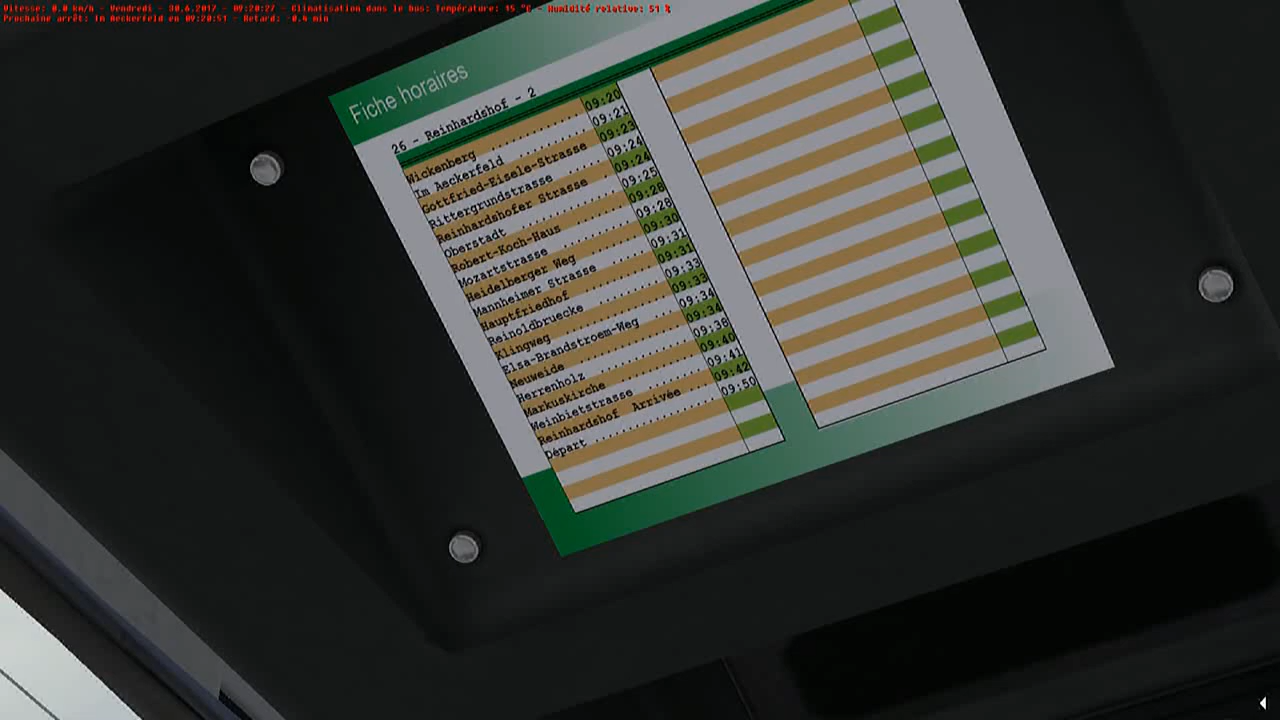 Vitesse: 0.0 km/h - Vendredi - 30.6.2017 - 09:20:27 - Climatisation dans le bus: Température: 15 °C - Humidité relative: 51 %
Prochaine arrêt: Im Aeckerfeld en 09:20:51 - Retard: -0.4 min
Fiche horaires
26 - Reinhardshof - 2
Wickenberg 09:20
Im Aeckerfeld 09:21
Gottfried-Eisele-Strasse 09:23
Rittergrundstrasse 09:24
Reinhardshofer Strasse 09:24
Oberstadt 09:25
Robert-Koch-Haus 09:28
Mozartstrasse 09:28
Heidelberger Weg 09:30
Mannheimer Strasse 09:31
Hauptfriedhof 09:31
Reinoldbruecke 09:33
Klingweg 09:33
Elsa-Brandstroem-Weg 09:34
Neuweide 09:34
Herrenholz 09:38
Markuskirche 09:40
Weinbietstrasse 09:41
Reinhardshof Arrivée 09:42
Départ 09:50